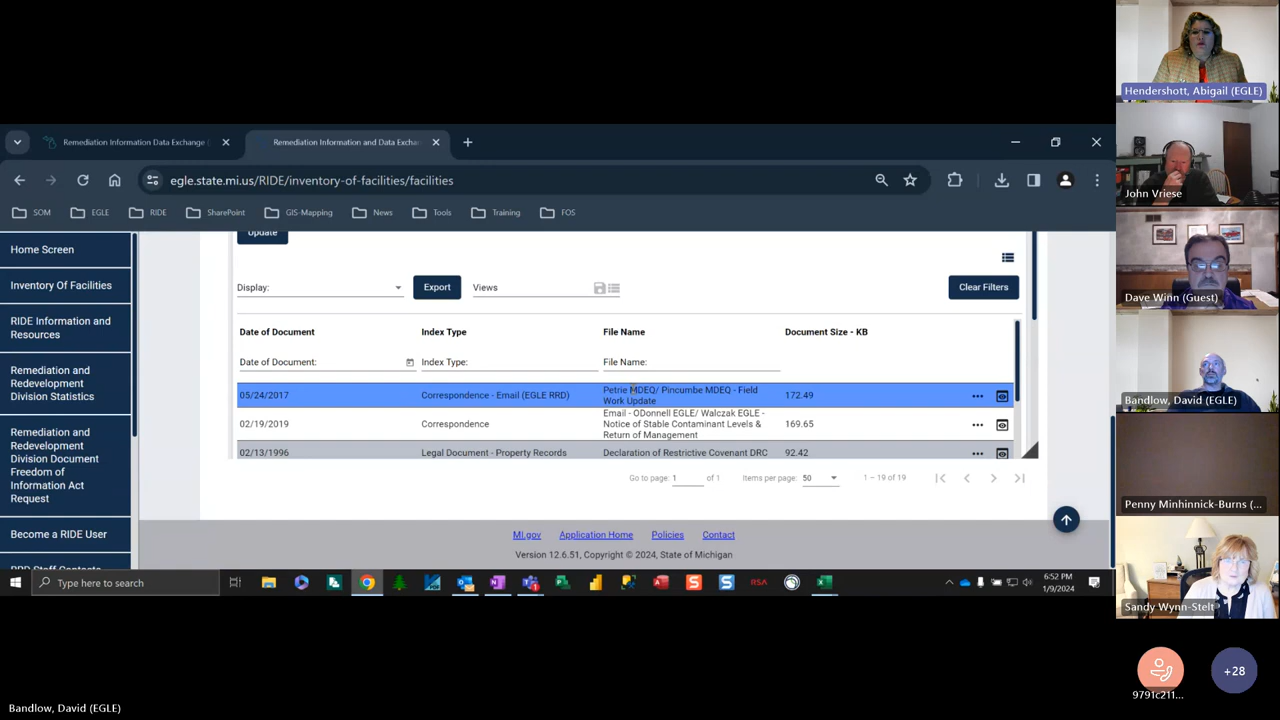 Remediation Information Data Exchange
Remediation Information and Data Excha
egle.state.mi.us/RIDE/inventory-of-facilities/facilities
SOM
EGLE
RIDE
SharePoint
GIS-Mapping
News
Tools
Training
FOS
Home Screen
Inventory Of Facilities
RIDE Information and
Resources
Remediation and
Redevelopment
Division Statistics
Remediation and
Redevelopment
Division Document
Freedom of
Information Act
Request
Become a RIDE User
RRD Staff Contacts
Update
Display:
Export
Views
Clear Filters
Date of Document
Index Type
File Name
Document Size - KB
Date of Document:
Index Type:
File Name:
05/24/2017
Correspondence - Email (EGLE RRD)
Petrie MDEQ/ Pincumbe MDEQ - Field
Work Update
172.49
02/19/2019
Correspondence
Email - ODonnell EGLE/ Walczak EGLE -
Notice of Stable Contaminant Levels &
Return of Management
169.65
02/13/1996
Legal Document - Property Records
Declaration of Restrictive Covenant DRC
92.42
Go to page: 1 of 1
Items per page: 50
1 – 19 of 19
MI.gov
Application Home
Policies
Contact
Version 12.6.51, Copyright © 2024, State of Michigan
Type here to search
RSA
6:52 PM
1/9/2024
Hendershott, Abigail (EGLE)
John Vriese
Dave Winn (Guest)
Bandlow, David (EGLE)
Penny Minhinnick-Burns (...
Sandy Wynn-Stelt
9791c211...
+28
Bandlow, David (EGLE)